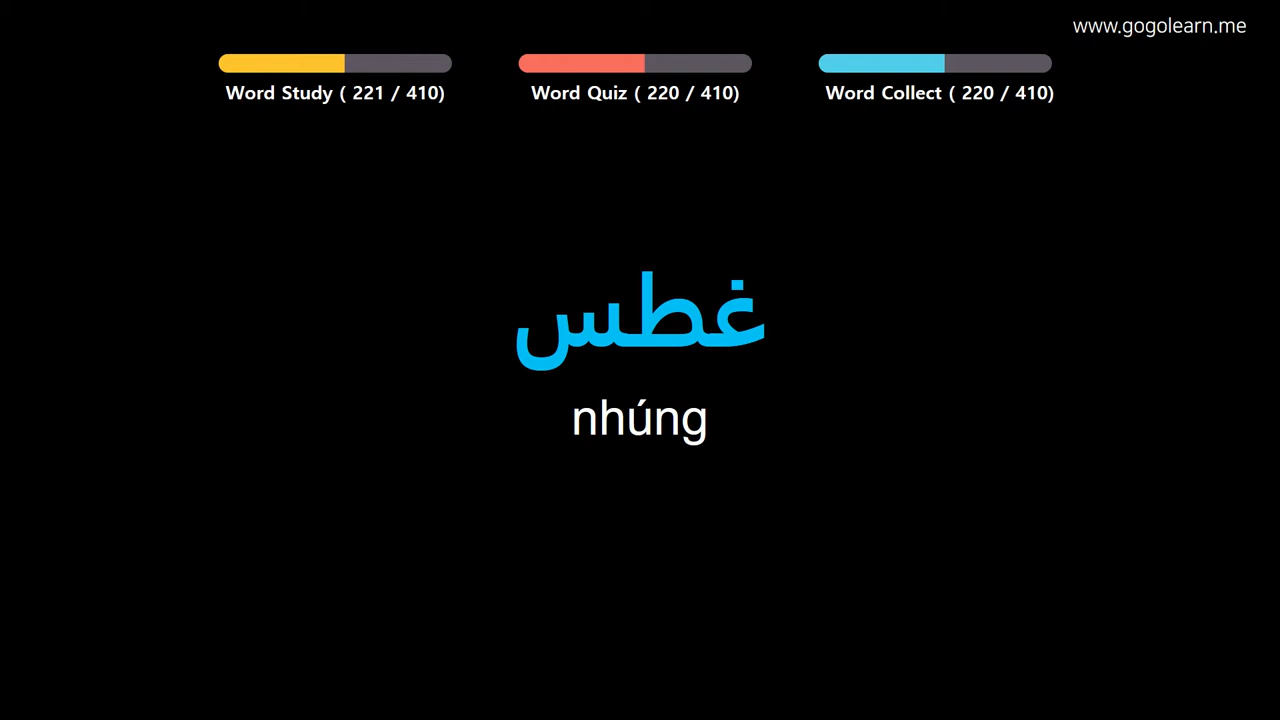 www.gogolearn.me
Word Study ( 221 / 410)
Word Quiz ( 220 / 410)
Word Collect ( 220 / 410)
غطس
nhúng